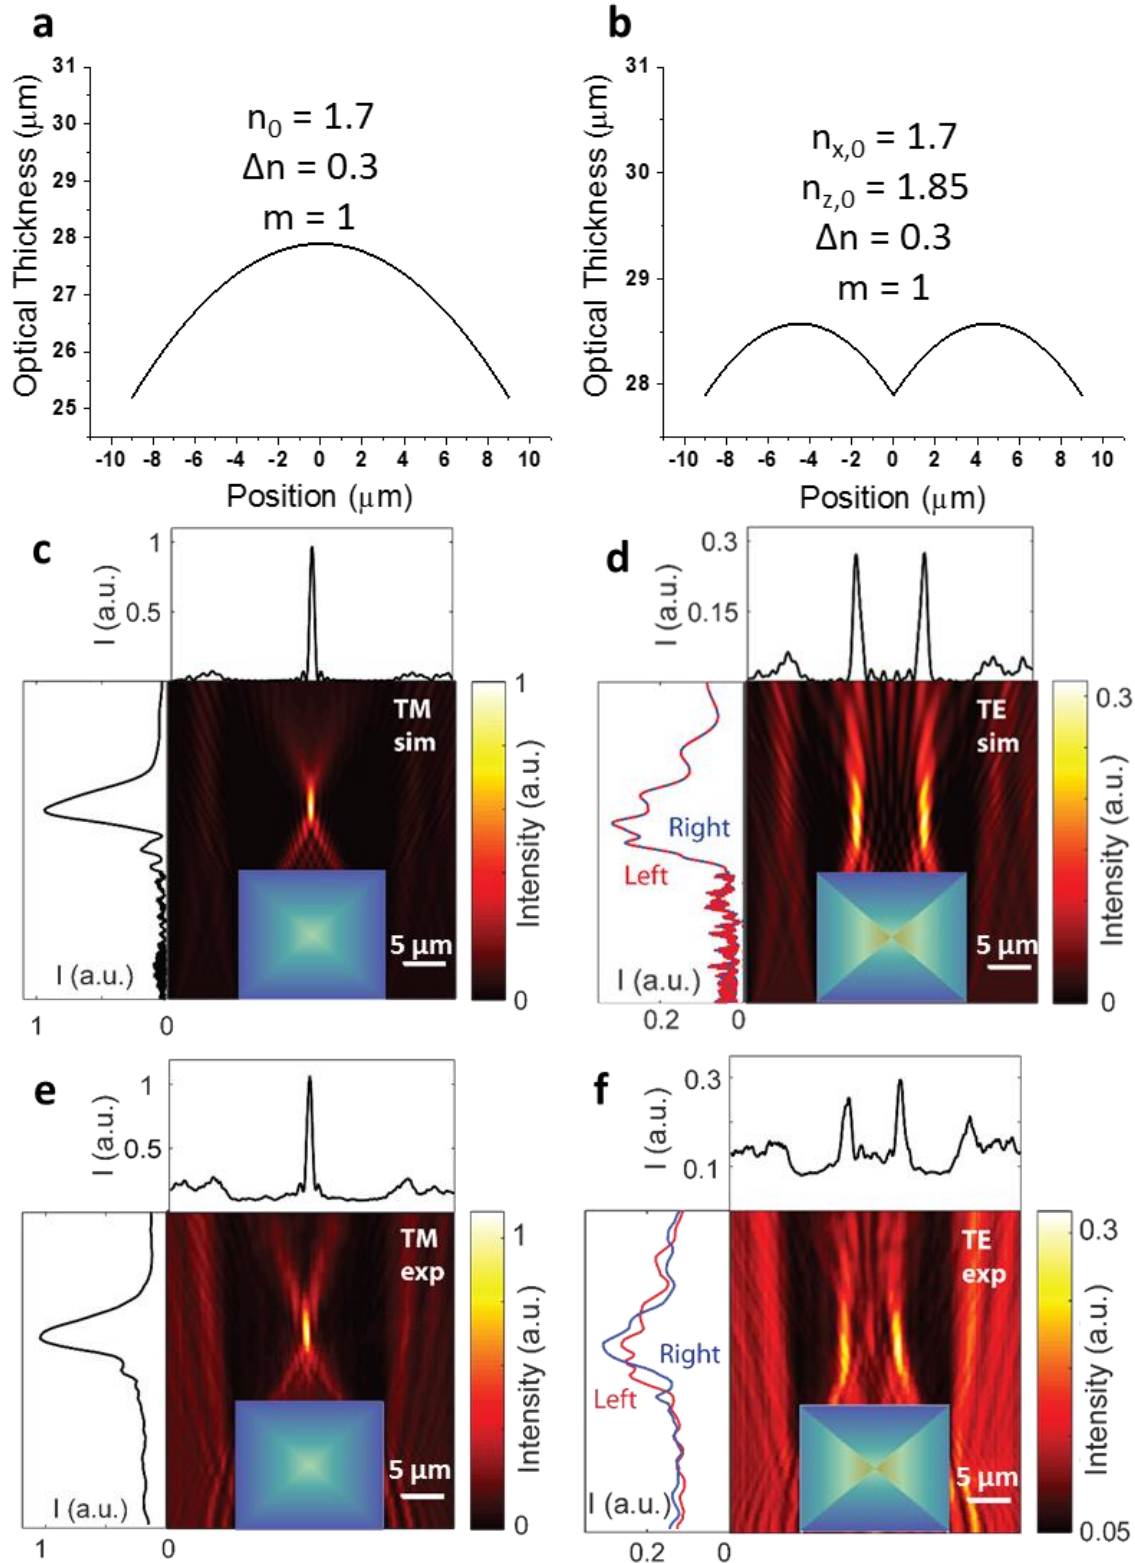 a
31
30
29
28
27
26
25
Optical Thickness (μm)
n0 = 1.7
Δn = 0.3
m = 1
-10 -8 -6 -4 -2 0 2 4 6 8 10
Position (μm)
b
31
30
29
28
Optical Thickness (μm)
nx,0 = 1.7
nz,0 = 1.85
Δn = 0.3
m = 1
-10 -8 -6 -4 -2 0 2 4 6 8 10
Position (μm)
c
1
0.5
I (a.u.)
TM
sim
5 μm
I (a.u.)
1 0
1
0
Intensity (a.u.)
d
0.3
0.15
I (a.u.)
TE
sim
Right
Left
5 μm
I (a.u.)
0.2 0
0.3
0
Intensity (a.u.)
e
1
0.5
I (a.u.)
TM
exp
5 μm
I (a.u.)
1 0
1
0
Intensity (a.u.)
f
0.3
0.1
I (a.u.)
TE
exp
Right
Left
5 μm
I (a.u.)
0.2 0
0.3
0.05
Intensity (a.u.)